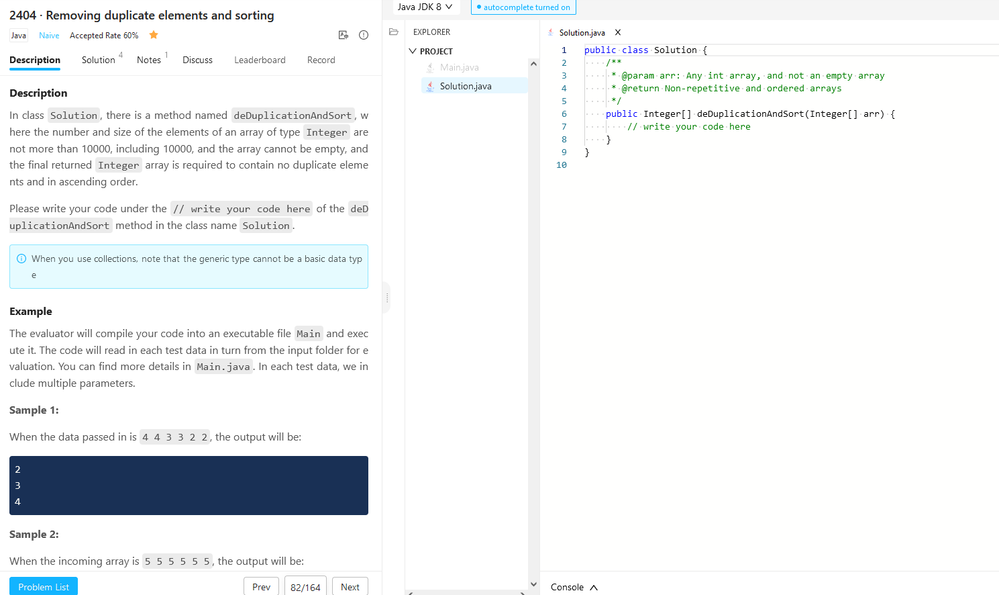 2404 · Removing duplicate elements and sorting
Java Naive Accepted Rate 60%
Description Solution 4 Notes 1 Discuss Leaderboard Record
Description
In class Solution, there is a method named deDuplicationAndSort, w
here the number and size of the elements of an array of type Integer are
not more than 10000, including 10000, and the array cannot be empty, and
the final returned Integer array is required to contain no duplicate eleme
nts and in ascending order.
Please write your code under the // write your code here of the deD
uplicationAndSort method in the class name Solution.
When you use collections, note that the generic type cannot be a basic data typ
e
Example
The evaluator will compile your code into an executable file Main and exec
ute it. The code will read in each test data in turn from the input folder for e
valuation. You can find more details in Main.java. In each test data, we in
clude multiple parameters.
Sample 1:
When the data passed in is 4 4 3 3 2 2, the output will be:
2
3
4
Sample 2:
When the incoming array is 5 5 5 5 5 5, the output will be:
Problem List Prev 82/164 Next
Java JDK 8 autocomplete turned on
EXPLORER
PROJECT
Main.java
Solution.java
Solution.java
1 public class Solution {
2 /**
3 * @param arr: Any int array, and not an empty array
4 * @return Non-repetitive and ordered arrays
5 */
6 public Integer[] deDuplicationAndSort(Integer[] arr) {
7 // write your code here
8 }
9 }
10
Console